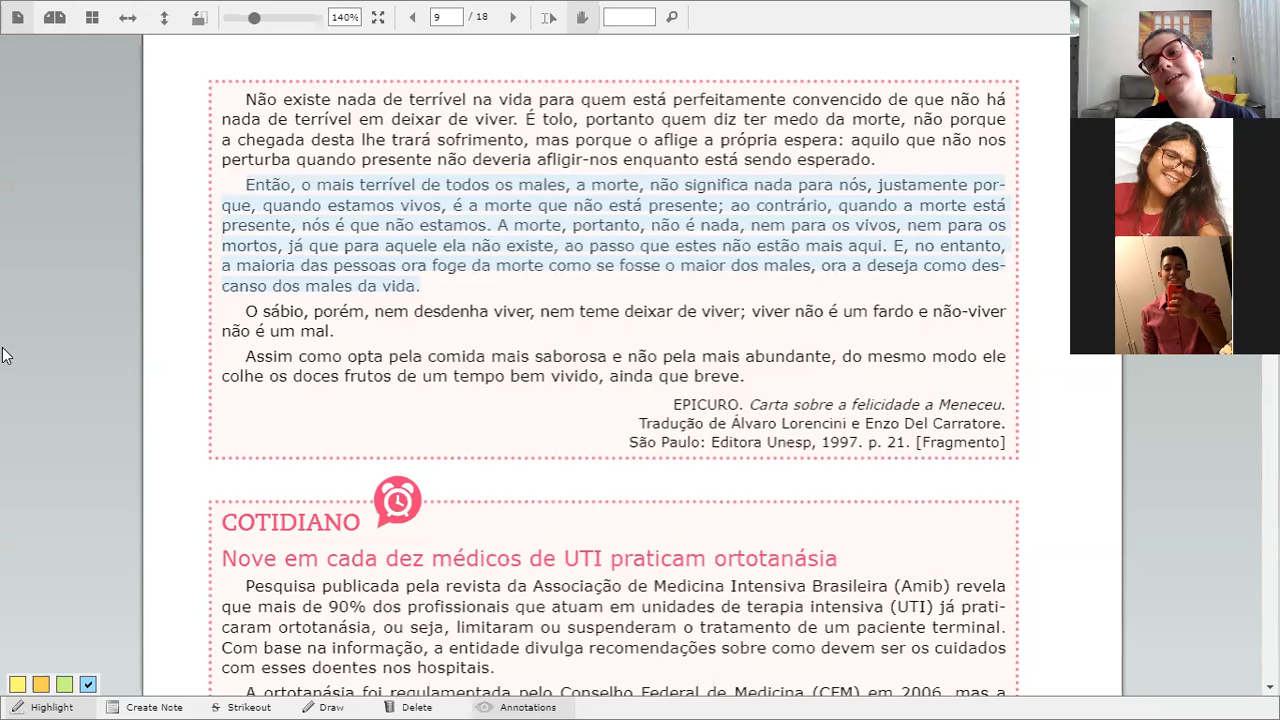 140%
9
/ 18
Não existe nada de terrível na vida para quem está perfeitamente convencido de que não há
nada de terrível em deixar de viver. É tolo, portanto quem diz ter medo da morte, não porque
a chegada desta lhe trará sofrimento, mas porque o aflige a própria espera: aquilo que não nos
perturba quando presente não deveria afligir-nos enquanto está sendo esperado.
Então, o mais terrível de todos os males, a morte, não significa nada para nós, justamente por-
que, quando estamos vivos, é a morte que não está presente; ao contrário, quando a morte está
presente, nós é que não estamos. A morte, portanto, não é nada, nem para os vivos, nem para os
mortos, já que para aquele ela não existe, ao passo que estes não estão mais aqui. E, no entanto,
a maioria das pessoas ora foge da morte como se fosse o maior dos males, ora a deseja como des-
canso dos males da vida.
O sábio, porém, nem desdenha viver, nem teme deixar de viver; viver não é um fardo e não-viver
não é um mal.
Assim como opta pela comida mais saborosa e não pela mais abundante, do mesmo modo ele
colhe os doces frutos de um tempo bem vivido, ainda que breve.
EPICURO. Carta sobre a felicidade a Meneceu.
Tradução de Álvaro Lorencini e Enzo Del Carratore.
São Paulo: Editora Unesp, 1997. p. 21. [Fragmento]
COTIDIANO
Nove em cada dez médicos de UTI praticam ortotanásia
Pesquisa publicada pela revista da Associação de Medicina Intensiva Brasileira (Amib) revela
que mais de 90% dos profissionais que atuam em unidades de terapia intensiva (UTI) já prati-
caram ortotanásia, ou seja, limitaram ou suspenderam o tratamento de um paciente terminal.
Com base na informação, a entidade divulga recomendações sobre como devem ser os cuidados
com esses doentes nos hospitais.
A ortotanásia foi regulamentada pelo Conselho Federal de Medicina (CFM) em 2006, mas a
Highlight
Create Note
Strikeout
Draw
Delete
Annotations